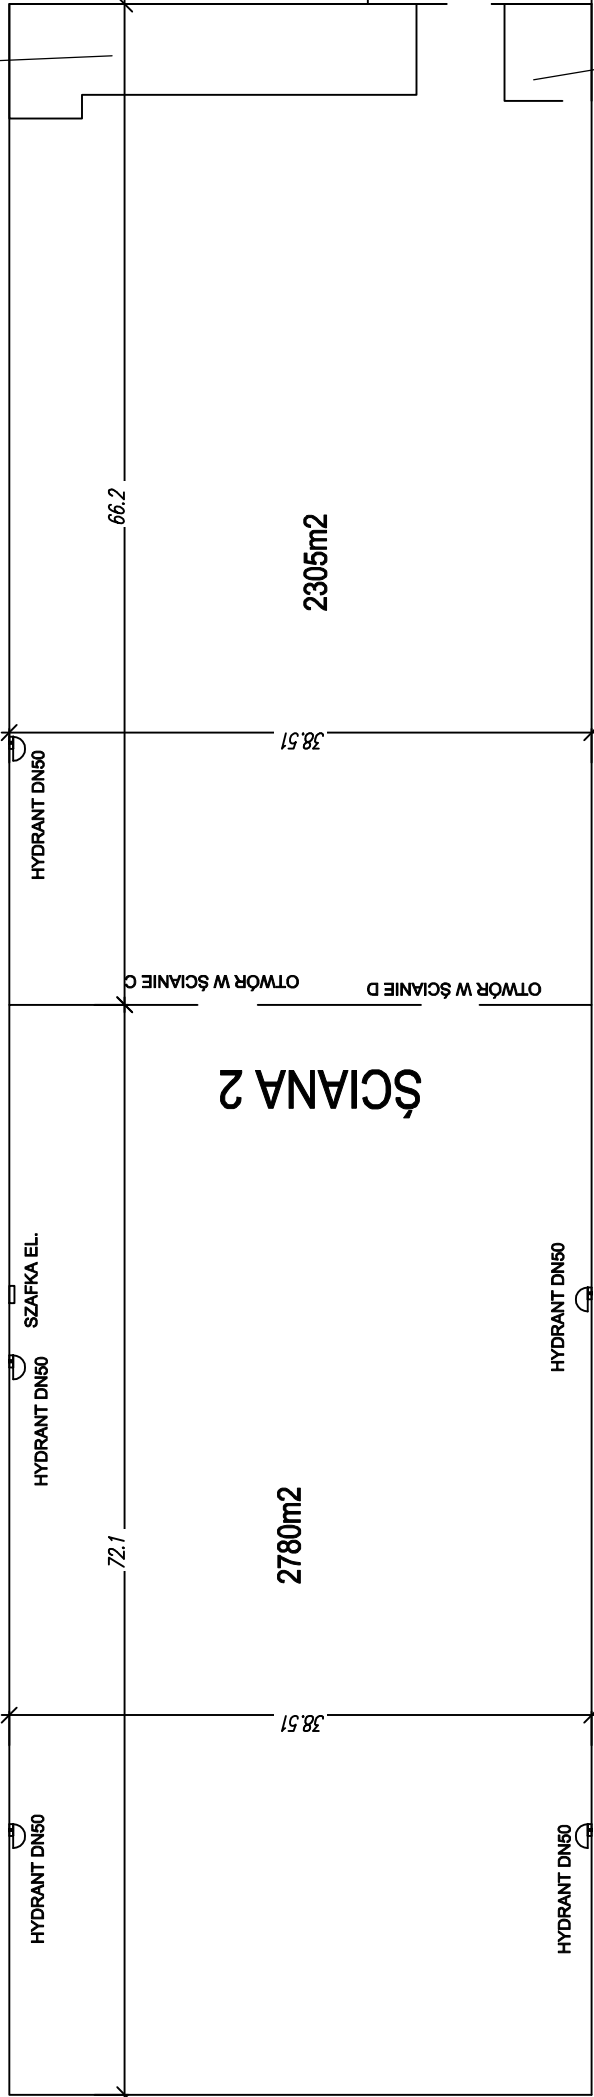 66.2
2305m2
38.51
HYDRANT DN50
OTWÓR W ŚCIANIE C
OTWÓR W ŚCIANIE D
ŚCIANA 2
SZAFKA EL.
HYDRANT DN50
HYDRANT DN50
72.1
2780m2
38.51
HYDRANT DN50
HYDRANT DN50